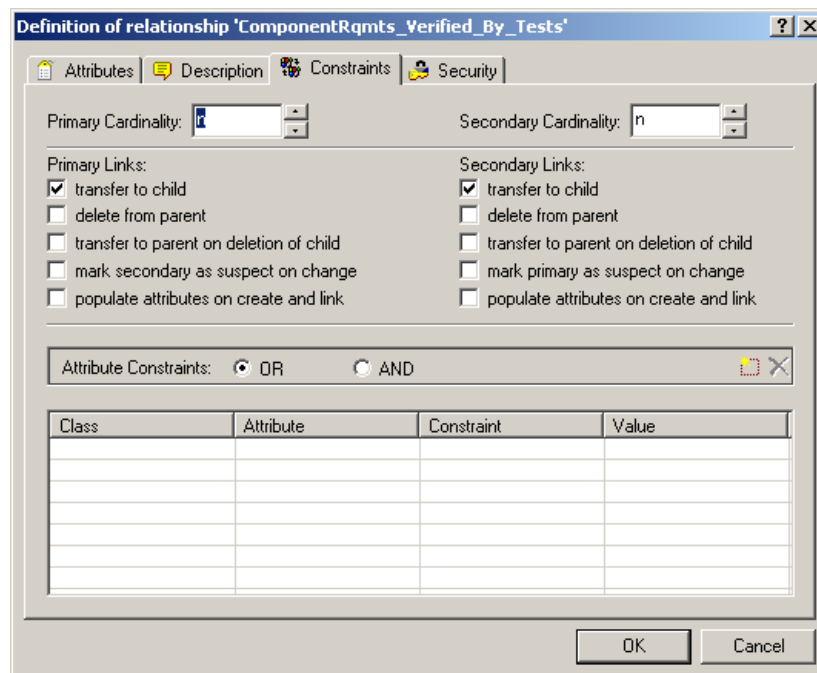 Definition of relationship 'ComponentRqmts_Verified_By_Tests'
Attributes Description Constraints Security
Primary Cardinality: n Secondary Cardinality: n
Primary Links: Secondary Links:
transfer to child transfer to child
delete from parent delete from parent
transfer to parent on deletion of child transfer to parent on deletion of child
mark secondary as suspect on change mark primary as suspect on change
populate attributes on create and link populate attributes on create and link
Attribute Constraints: OR AND
Class Attribute Constraint Value
OK Cancel